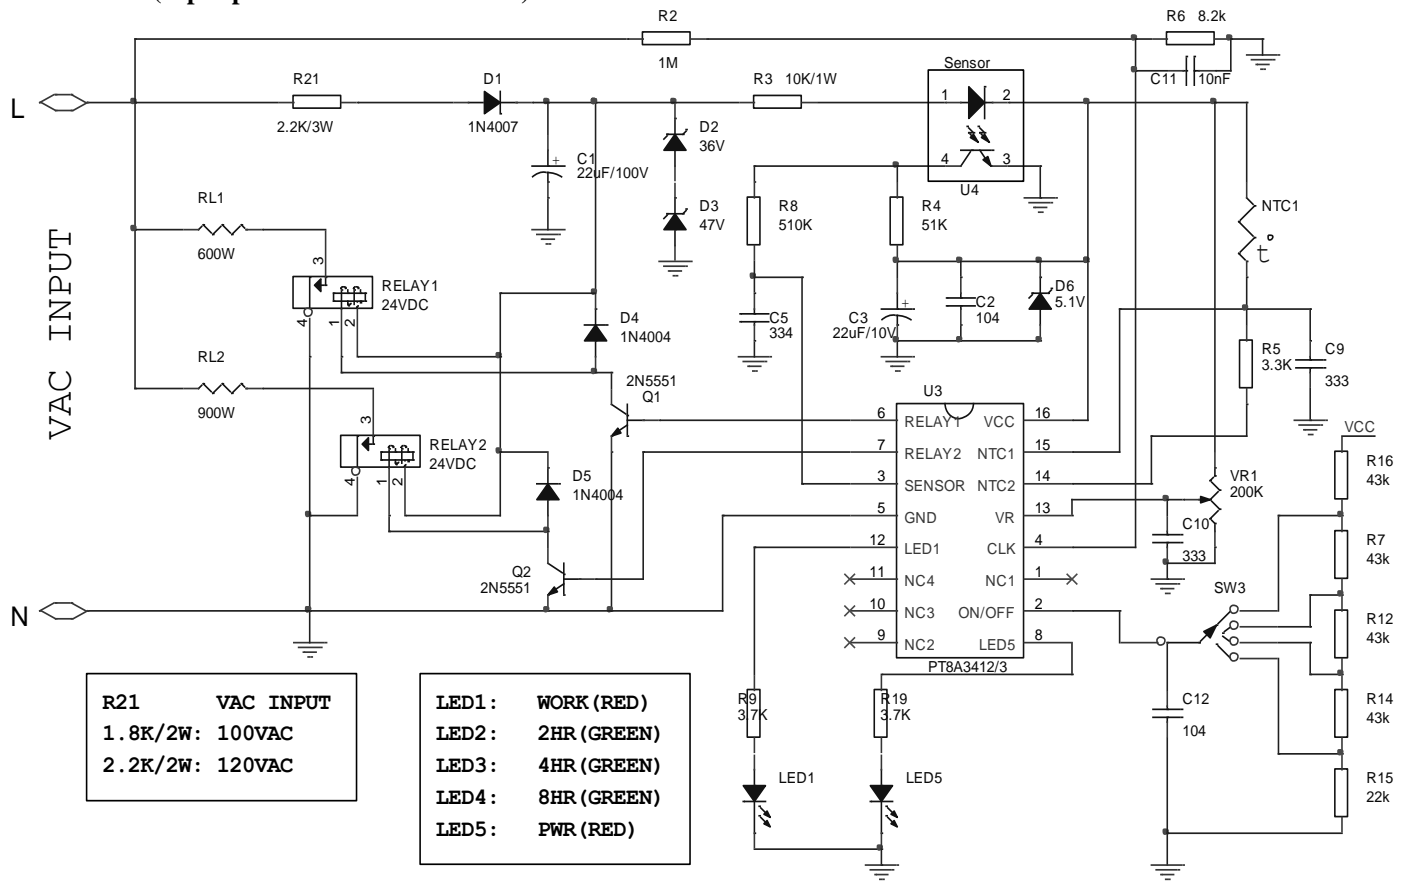 R2
1M
R6 8.2k
C11 10nF
L
R21
2.2K/3W
D1
1N4007
R3 10K/1W
Sensor
1
2
4
3
U4
D2
36V
D3
47V
C1
22uF/100V
+
VAC INPUT
RL1
600W
3
RELAY1
24VDC
4
1
2
RL2
900W
3
RELAY2
24VDC
4
1
2
D4
1N4004
2N5551
Q1
D5
1N4004
Q2
2N5551
R8
510K
C5
334
R4
51K
C3
22uF/10V
+
C2
104
D6
5.1V
NTC1
t°
R5
3.3K
C9
333
U3
6 RELAY1 VCC 16
7 RELAY2 NTC1 15
3 SENSOR NTC2 14
5 GND VR 13
12 LED1 CLK 4
11 NC4 NC1 1
10 NC3 ON/OFF 2
9 NC2 LED5 8
PT8A3412/3
VR1
200K
C10
333
SW3
VCC
R16
43k
R7
43k
R12
43k
R14
43k
R15
22k
C12
104
N
R9
3.7K
R19
3.7K
LED1
LED5
R21 VAC INPUT
1.8K/2W: 100VAC
2.2K/2W: 120VAC
LED1: WORK(RED)
LED2: 2HR(GREEN)
LED3: 4HR(GREEN)
LED4: 8HR(GREEN)
LED5: PWR(RED)